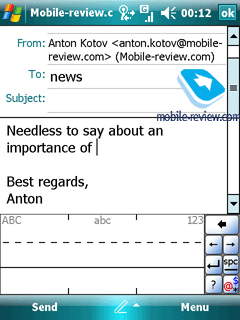 Mobile-review.c 00:12 ok
From: Anton Kotov <anton.kotov@mobile-
review.com> (Mobile-review.com)
To: news
Subject:
mobile-review.com
Needless to say about an
importance of
Best regards,
Anton
ABC abc 123
spc
? @$*
Send Menu